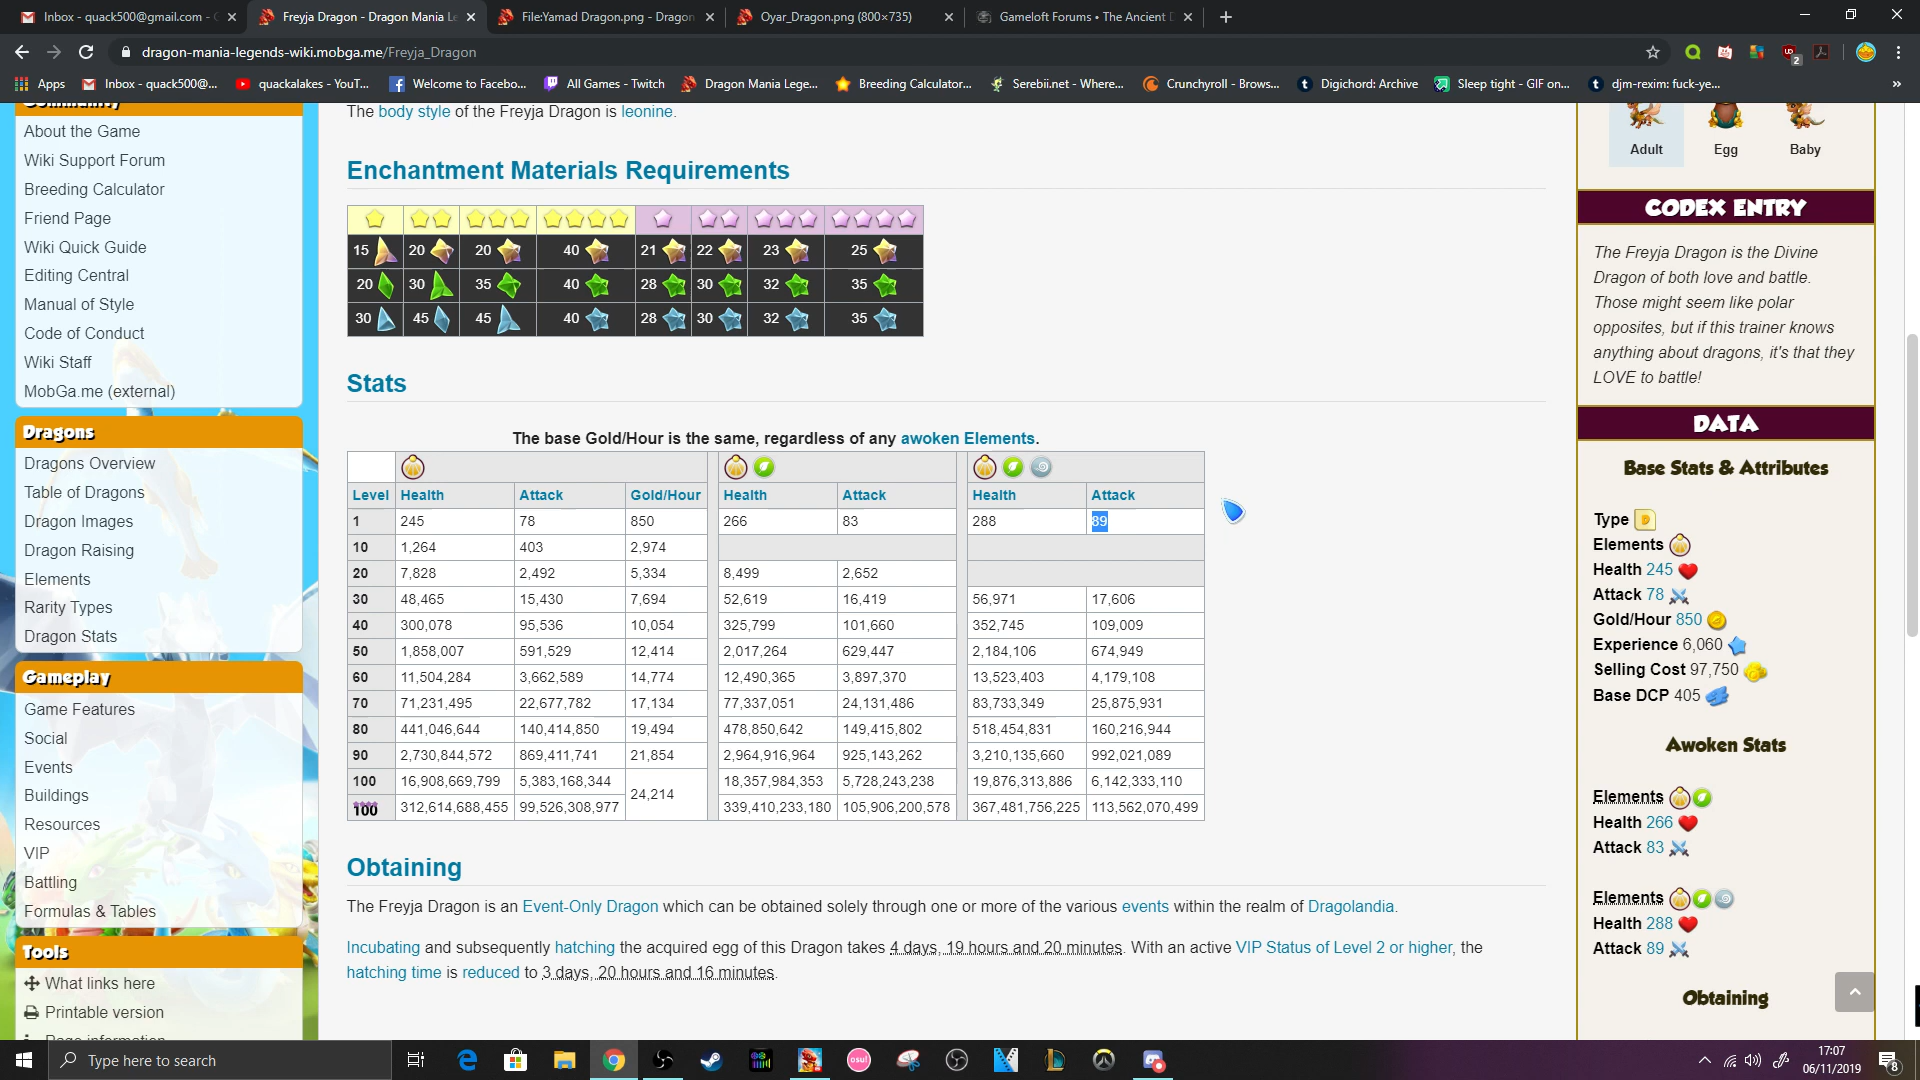 Inbox - quack500@gmail.com - G
Freyja Dragon - Dragon Mania Le
File:Yamad Dragon.png - Dragon
Oyar_Dragon.png (800×735)
Gameloft Forums • The Ancient D
dragon-mania-legends-wiki.mobga.me/Freyja_Dragon
Apps
Inbox - quack500@...
quackalakes - YouT...
Welcome to Facebo...
All Games - Twitch
Dragon Mania Lege...
Breeding Calculator...
Serebii.net - Where...
Crunchyroll - Brows...
Digichord: Archive
Sleep tight - GIF on...
djm-rexim: fuck-ye...
Community
About the Game
Wiki Support Forum
Breeding Calculator
Friend Page
Wiki Quick Guide
Editing Central
Manual of Style
Code of Conduct
Wiki Staff
MobGa.me (external)
Dragons
Dragons Overview
Table of Dragons
Dragon Images
Dragon Raising
Elements
Rarity Types
Dragon Stats
Gameplay
Game Features
Social
Events
Buildings
Resources
VIP
Battling
Formulas & Tables
Tools
What links here
Printable version
Page information
The body style of the Freyja Dragon is leonine.
Enchantment Materials Requirements
15 20 20 40 21 22 23 25
20 30 35 40 28 30 32 35
30 45 45 40 28 30 32 35
Stats
The base Gold/Hour is the same, regardless of any awoken Elements.
Level Health Attack Gold/Hour Health Attack Health Attack
1 245 78 850 266 83 288 89
10 1,264 403 2,974
20 7,828 2,492 5,334 8,499 2,652
30 48,465 15,430 7,694 52,619 16,419 56,971 17,606
40 300,078 95,536 10,054 325,799 101,660 352,745 109,009
50 1,858,007 591,529 12,414 2,017,264 629,447 2,184,106 674,949
60 11,504,284 3,662,589 14,774 12,490,365 3,897,370 13,523,403 4,179,108
70 71,231,495 22,677,782 17,134 77,337,051 24,131,486 83,733,349 25,875,931
80 441,046,644 140,414,850 19,494 478,850,642 149,415,802 518,454,831 160,216,944
90 2,730,844,572 869,411,741 21,854 2,964,916,964 925,143,262 3,210,135,660 992,021,089
100 16,908,669,799 5,383,168,344 24,214 18,357,984,353 5,728,243,238 19,876,313,886 6,142,333,110
100 312,614,688,455 99,526,308,977 339,410,233,180 105,906,200,578 367,481,756,225 113,562,070,499
Obtaining
The Freyja Dragon is an Event-Only Dragon which can be obtained solely through one or more of the various events within the realm of Dragolandia.
Incubating and subsequently hatching the acquired egg of this Dragon takes 4 days, 19 hours and 20 minutes. With an active VIP Status of Level 2 or higher, the
hatching time is reduced to 3 days, 20 hours and 16 minutes.
Adult
Egg
Baby
CODEX ENTRY
The Freyja Dragon is the Divine
Dragon of both love and battle.
Those might seem like polar
opposites, but if this trainer knows
anything about dragons, it's that they
LOVE to battle!
DATA
Base Stats & Attributes
Type D
Elements
Health 245
Attack 78
Gold/Hour 850
Experience 6,060
Selling Cost 97,750
Base DCP 405
Awoken Stats
Elements
Health 266
Attack 83
Elements
Health 288
Attack 89
Obtaining
Type here to search
osu!
17:07
06/11/2019
8